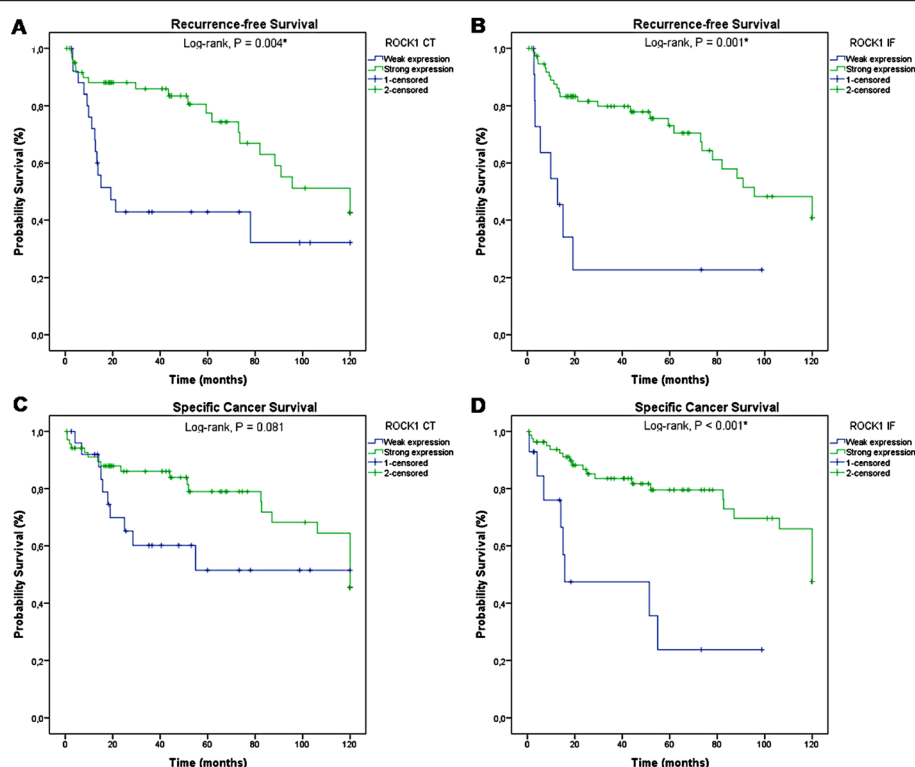 A
Recurrence-free Survival
Log-rank, P = 0.004*
ROCK1 CT
Weak expression
Strong expression
1-censored
2-censored
Probability Survival (%)
1,0
0,8
0,6
0,4
0,2
0,0
0 20 40 60 80 100 120
Time (months)
B
Recurrence-free Survival
Log-rank, P = 0.001*
ROCK1 IF
Weak expression
Strong expression
1-censored
2-censored
Probability Survival (%)
1,0
0,8
0,6
0,4
0,2
0,0
0 20 40 60 80 100 120
Time (months)
C
Specific Cancer Survival
Log-rank, P = 0.081
ROCK1 CT
Weak expression
Strong expression
1-censored
2-censored
Probability Survival (%)
1,0
0,8
0,6
0,4
0,2
0,0
0 20 40 60 80 100 120
Time (months)
D
Specific Cancer Survival
Log-rank, P < 0.001*
ROCK1 IF
Weak expression
Strong expression
1-censored
2-censored
Probability Survival (%)
1,0
0,8
0,6
0,4
0,2
0,0
0 20 40 60 80 100 120
Time (months)